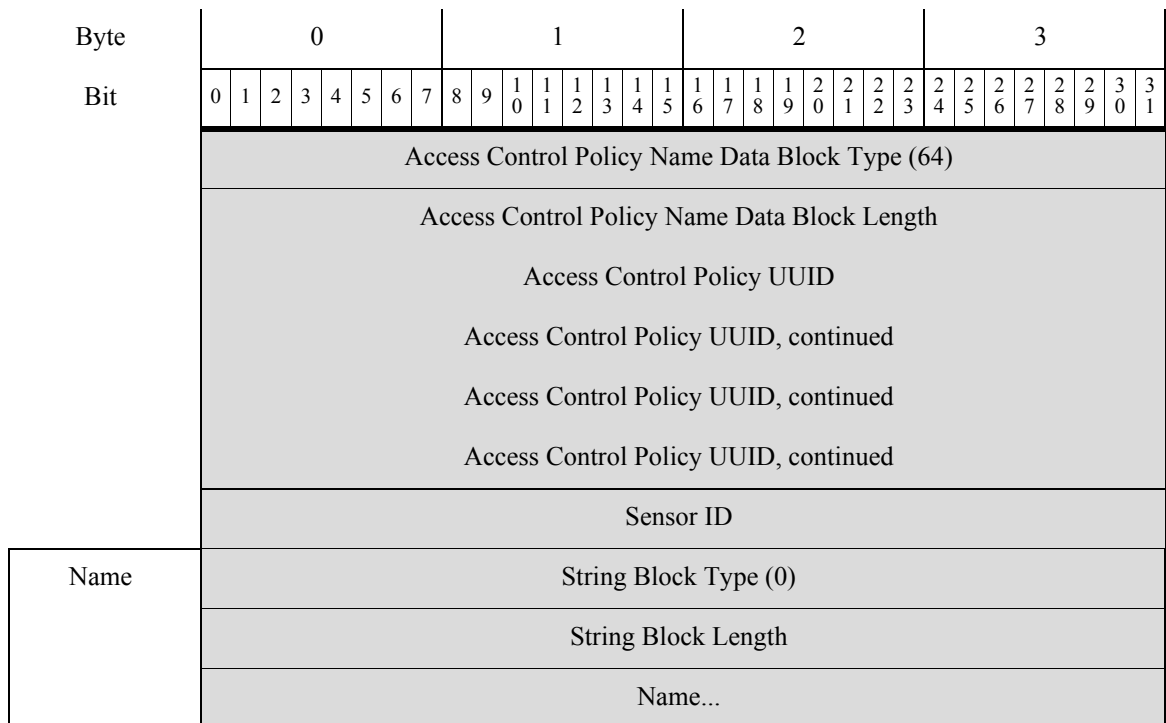 Byte 0 1 2 3
Bit 0 1 2 3 4 5 6 7 8 9 10 11 12 13 14 15 16 17 18 19 20 21 22 23 24 25 26 27 28 29 30 31
Access Control Policy Name Data Block Type (64)
Access Control Policy Name Data Block Length
Access Control Policy UUID
Access Control Policy UUID, continued
Access Control Policy UUID, continued
Access Control Policy UUID, continued
Sensor ID
Name String Block Type (0)
String Block Length
Name...